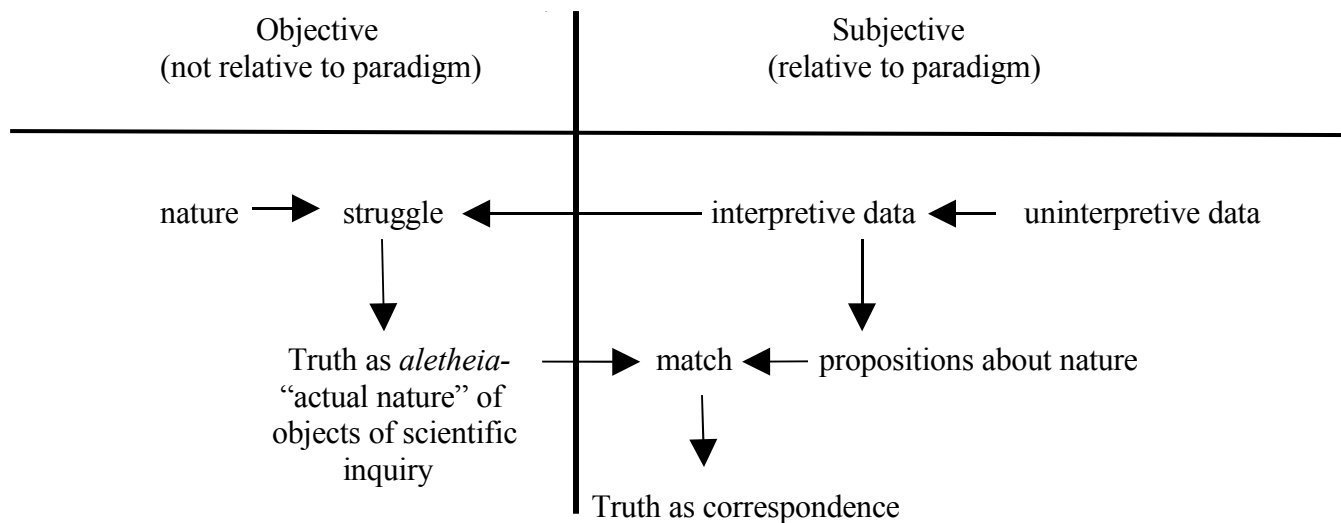 Objective
(not relative to paradigm)
Subjective
(relative to paradigm)
nature
struggle
interpretive data
uninterpretive data
Truth as aletheia-
“actual nature” of
objects of scientific
inquiry
match
propositions about nature
Truth as correspondence